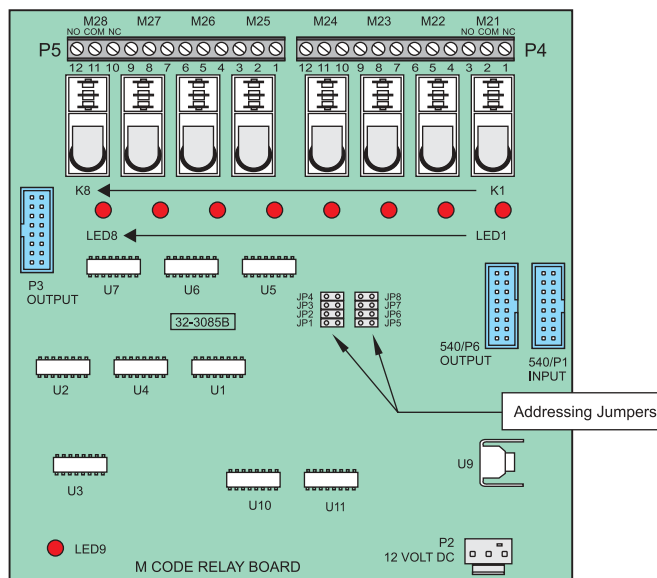 M28 M27 M26 M25 M24 M23 M22 M21
NO COM NC NO COM NC
P5 P4
12 11 10 9 8 7 6 5 4 3 2 1 12 11 10 9 8 7 6 5 4 3 2 1
K8 K1
LED8 LED1
P3
OUTPUT
U7 U6 U5
32-3085B
JP4 JP8
JP3 JP7
JP2 JP6
JP1 JP5
540/P6
OUTPUT
540/P1
INPUT
U2 U4 U1
Addressing Jumpers
U3 U10 U11 U9
LED9
P2
12 VOLT DC
M CODE RELAY BOARD